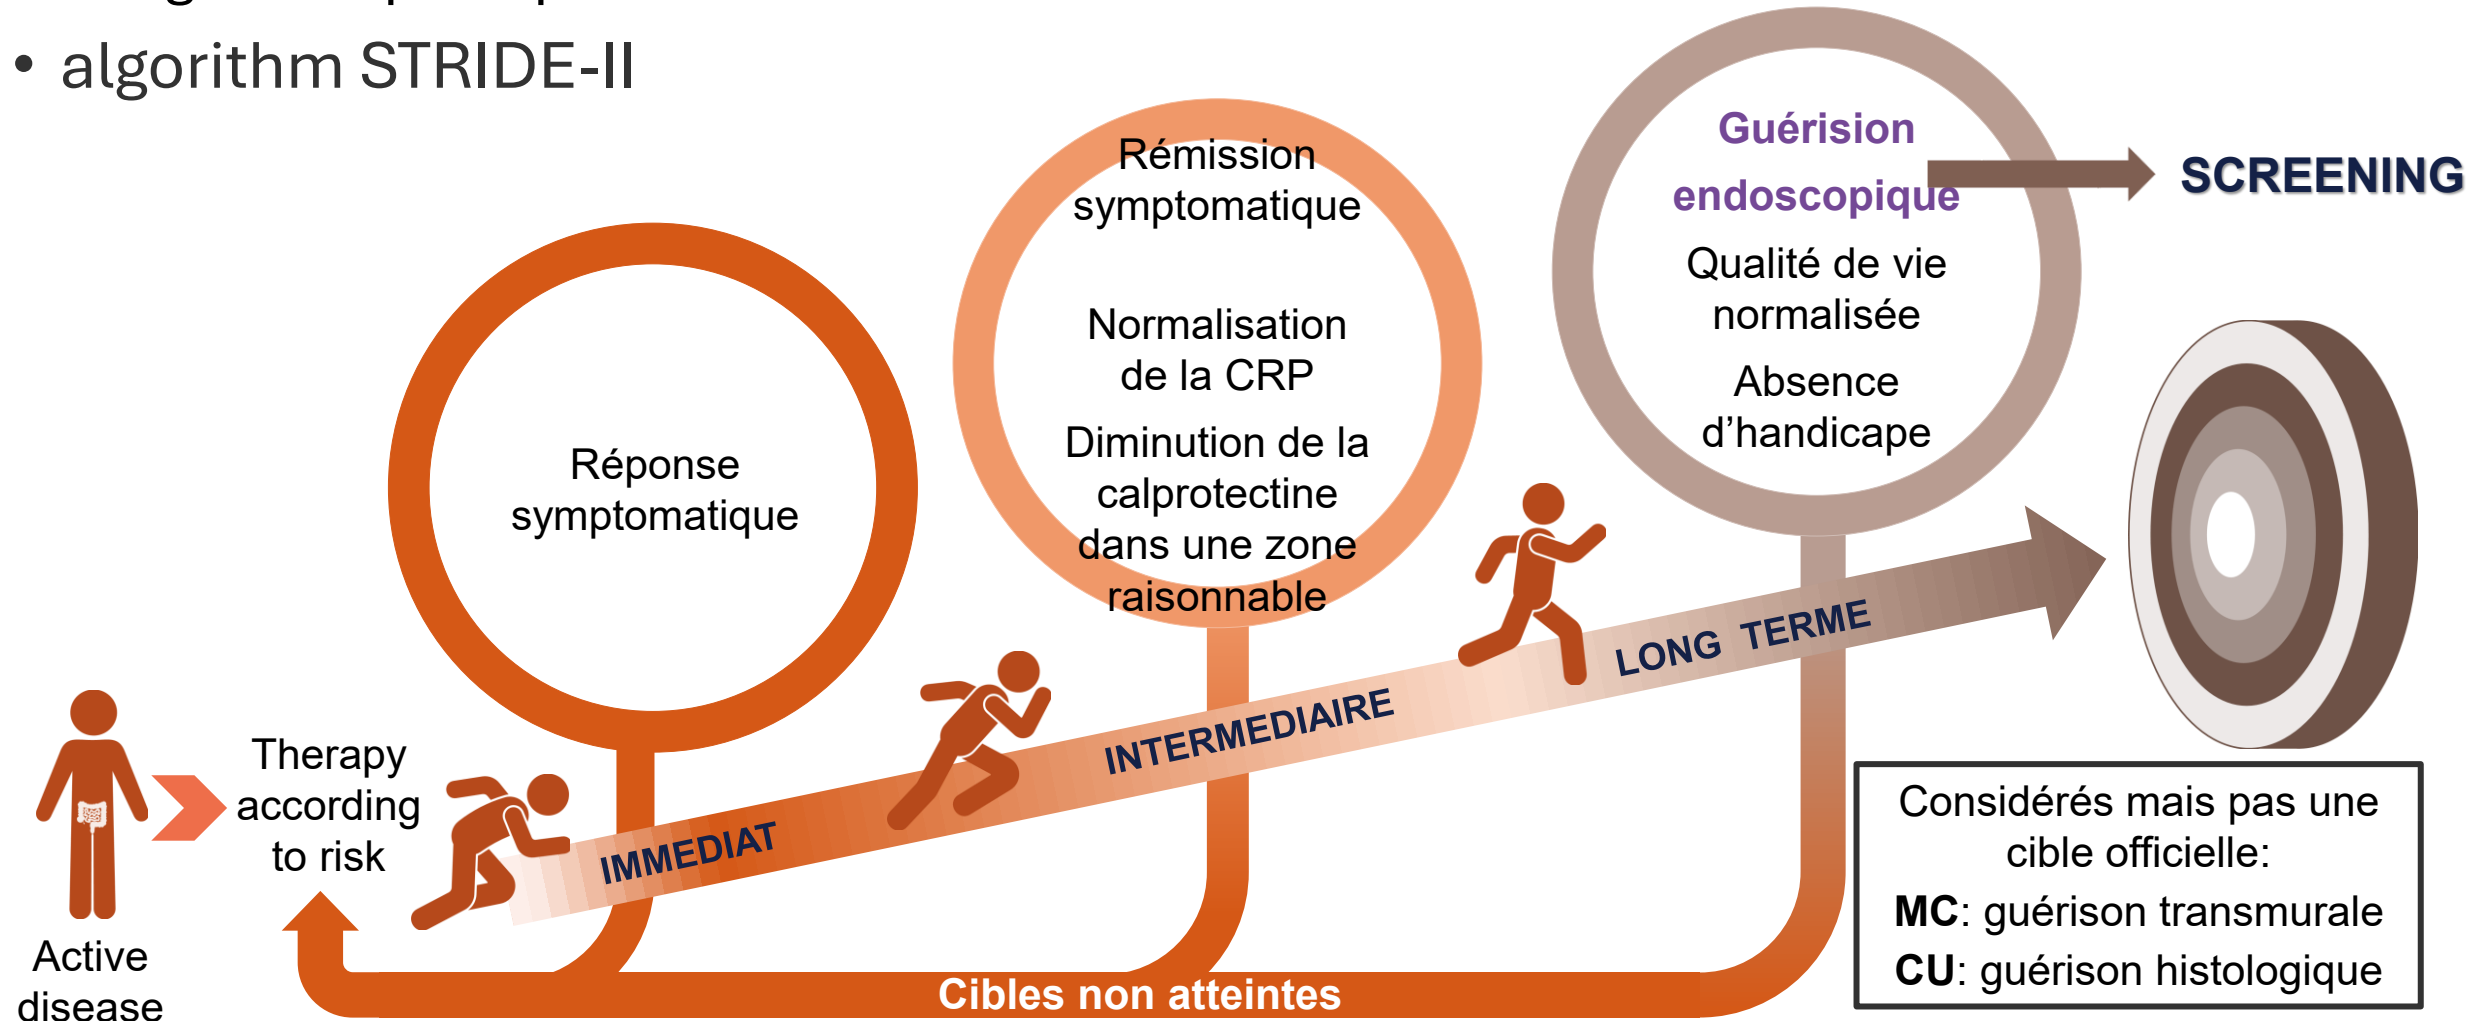 • algorithm STRIDE-II
Guérision
endoscopique
SCREENING
Qualité de vie
normalisée
Absence
d’handicape
Rémission
symptomatique
Normalisation
de la CRP
Diminution de la
calprotectine
dans une zone
raisonnable
Réponse
symptomatique
LONG TERME
INTERMEDIAIRE
IMMEDIAT
Therapy
according
to risk
Active
disease
Cibles non atteintes
Considérés mais pas une
cible officielle:
MC: guérison transmurale
CU: guérison histologique